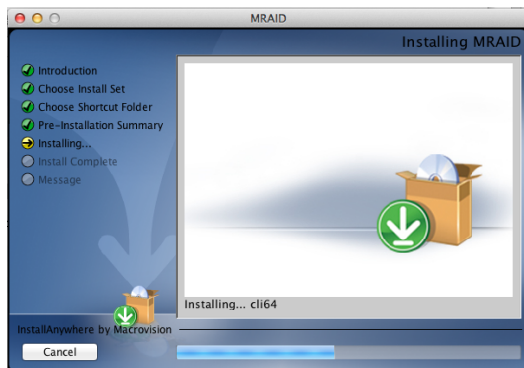 MRAID
Installing MRAID
Introduction
Choose Install Set
Choose Shortcut Folder
Pre-Installation Summary
Installing...
Install Complete
Message
Installing... cli64
InstallAnywhere by Macrovision
Cancel